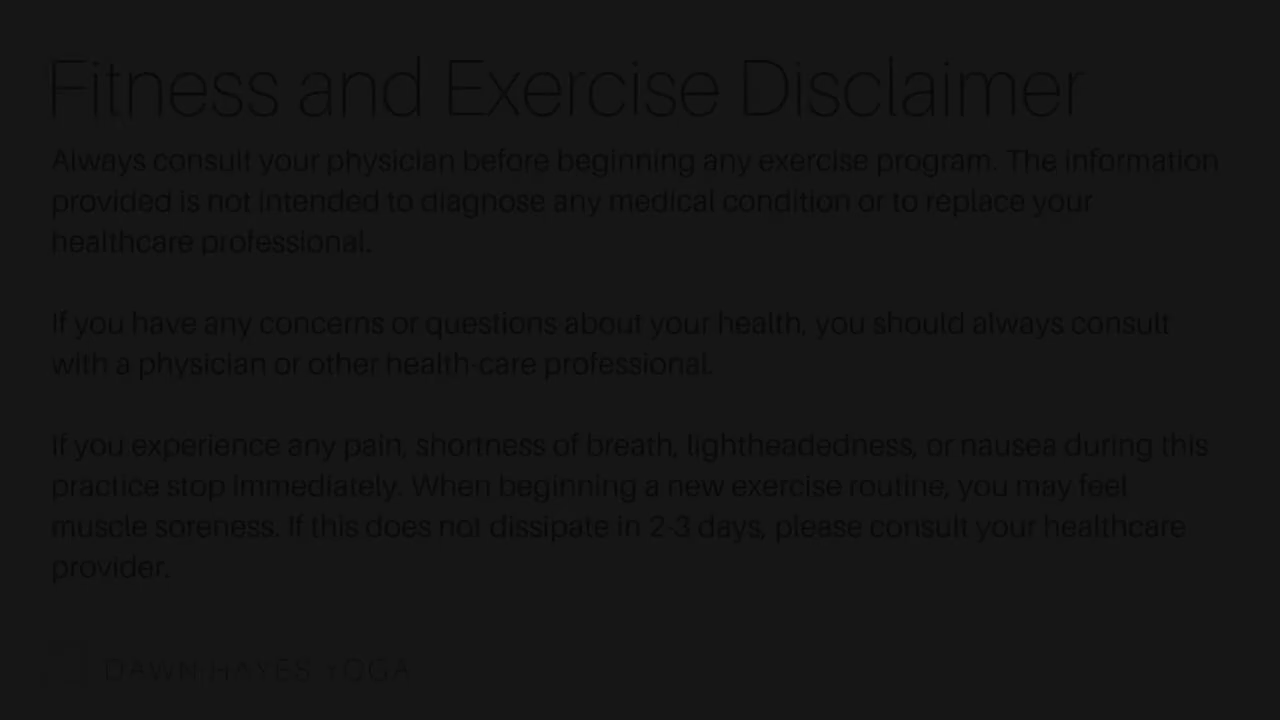 Fitness and Exercise Disclaimer
Always consult your physician before beginning any exercise program. The information
provided is not intended to diagnose any medical condition or to replace your
healthcare professional.
If you have any concerns or questions about your health, you should always consult
with a physician or other health-care professional.
If you experience any pain, shortness of breath, lightheadedness, or nausea during this
practice stop immediately. When beginning a new exercise routine, you may feel
muscle soreness. If this does not dissipate in 2-3 days, please consult your healthcare
provider.
DAWN HAYES YOGA